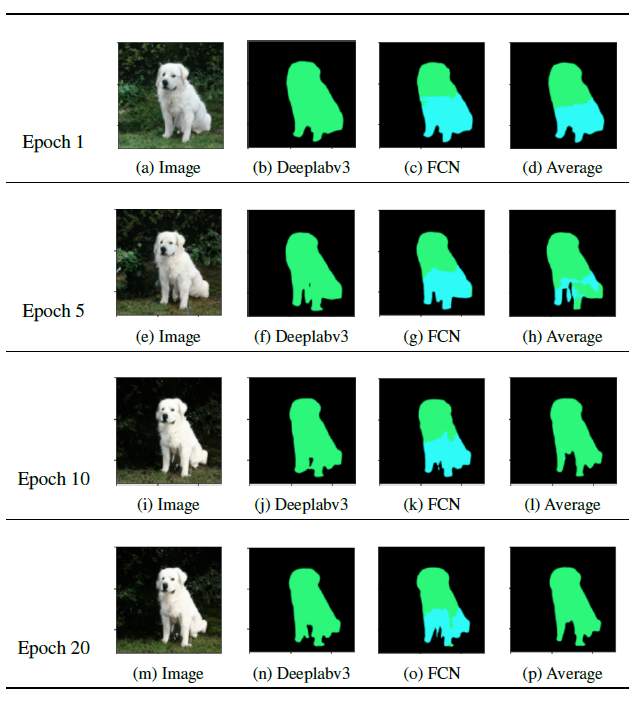 Epoch 1
(a) Image
(b) Deeplabv3
(c) FCN
(d) Average
Epoch 5
(e) Image
(f) Deeplabv3
(g) FCN
(h) Average
Epoch 10
(i) Image
(j) Deeplabv3
(k) FCN
(l) Average
Epoch 20
(m) Image
(n) Deeplabv3
(o) FCN
(p) Average